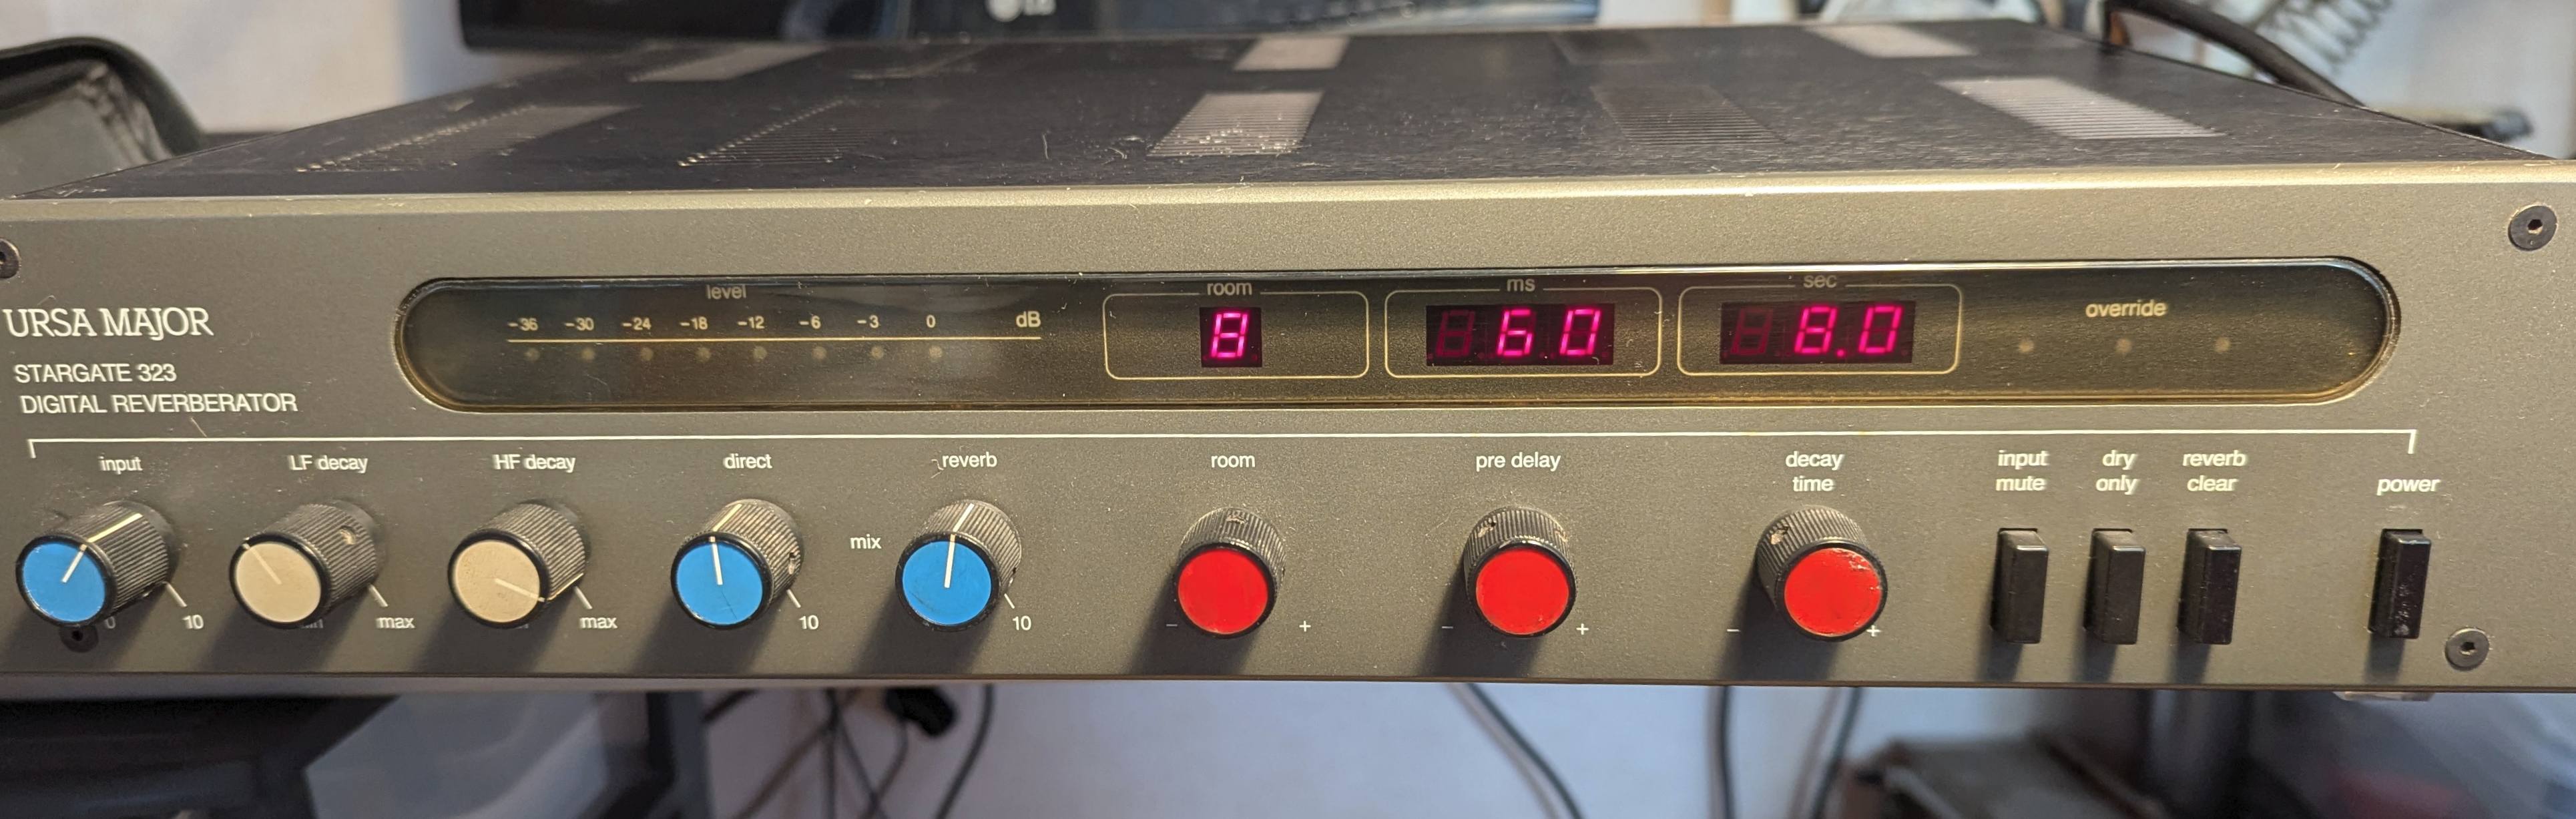 LG
level
-36 -30 -24 -18 -12 -6 -3 0 dB
room
8
ms
60
sec
8.0
override
URSA MAJOR
STARGATE 323
DIGITAL REVERBERATOR
input
LF decay
HF decay
direct
reverb
room
pre delay
decay
time
input
mute
dry
only
reverb
clear
power
mix
0 10
max
max
10
10
- +
- +
- +